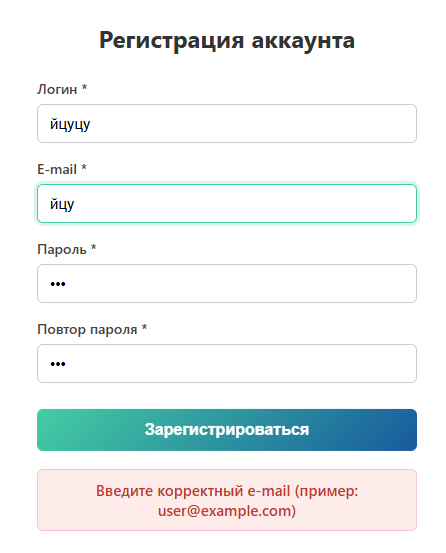 Регистрация аккаунта
Логин *
йцуцу
E-mail *
йцу
Пароль *
•••
Повтор пароля *
•••
Зарегистрироваться
Введите корректный e-mail (пример:
user@example.com)